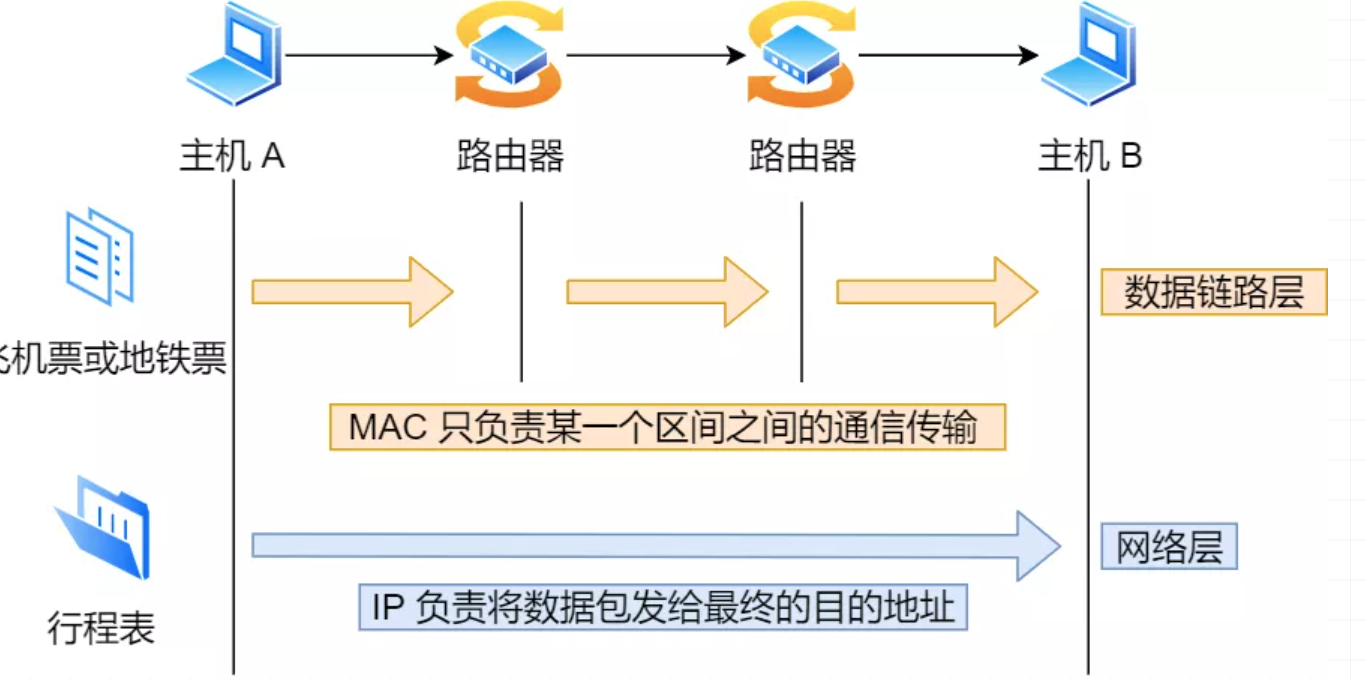 主机 A
路由器
路由器
主机 B
机票或地铁票
数据链路层
MAC 只负责某一个区间之间的通信传输
行程表
网络层
IP 负责将数据包发给最终的目的地址